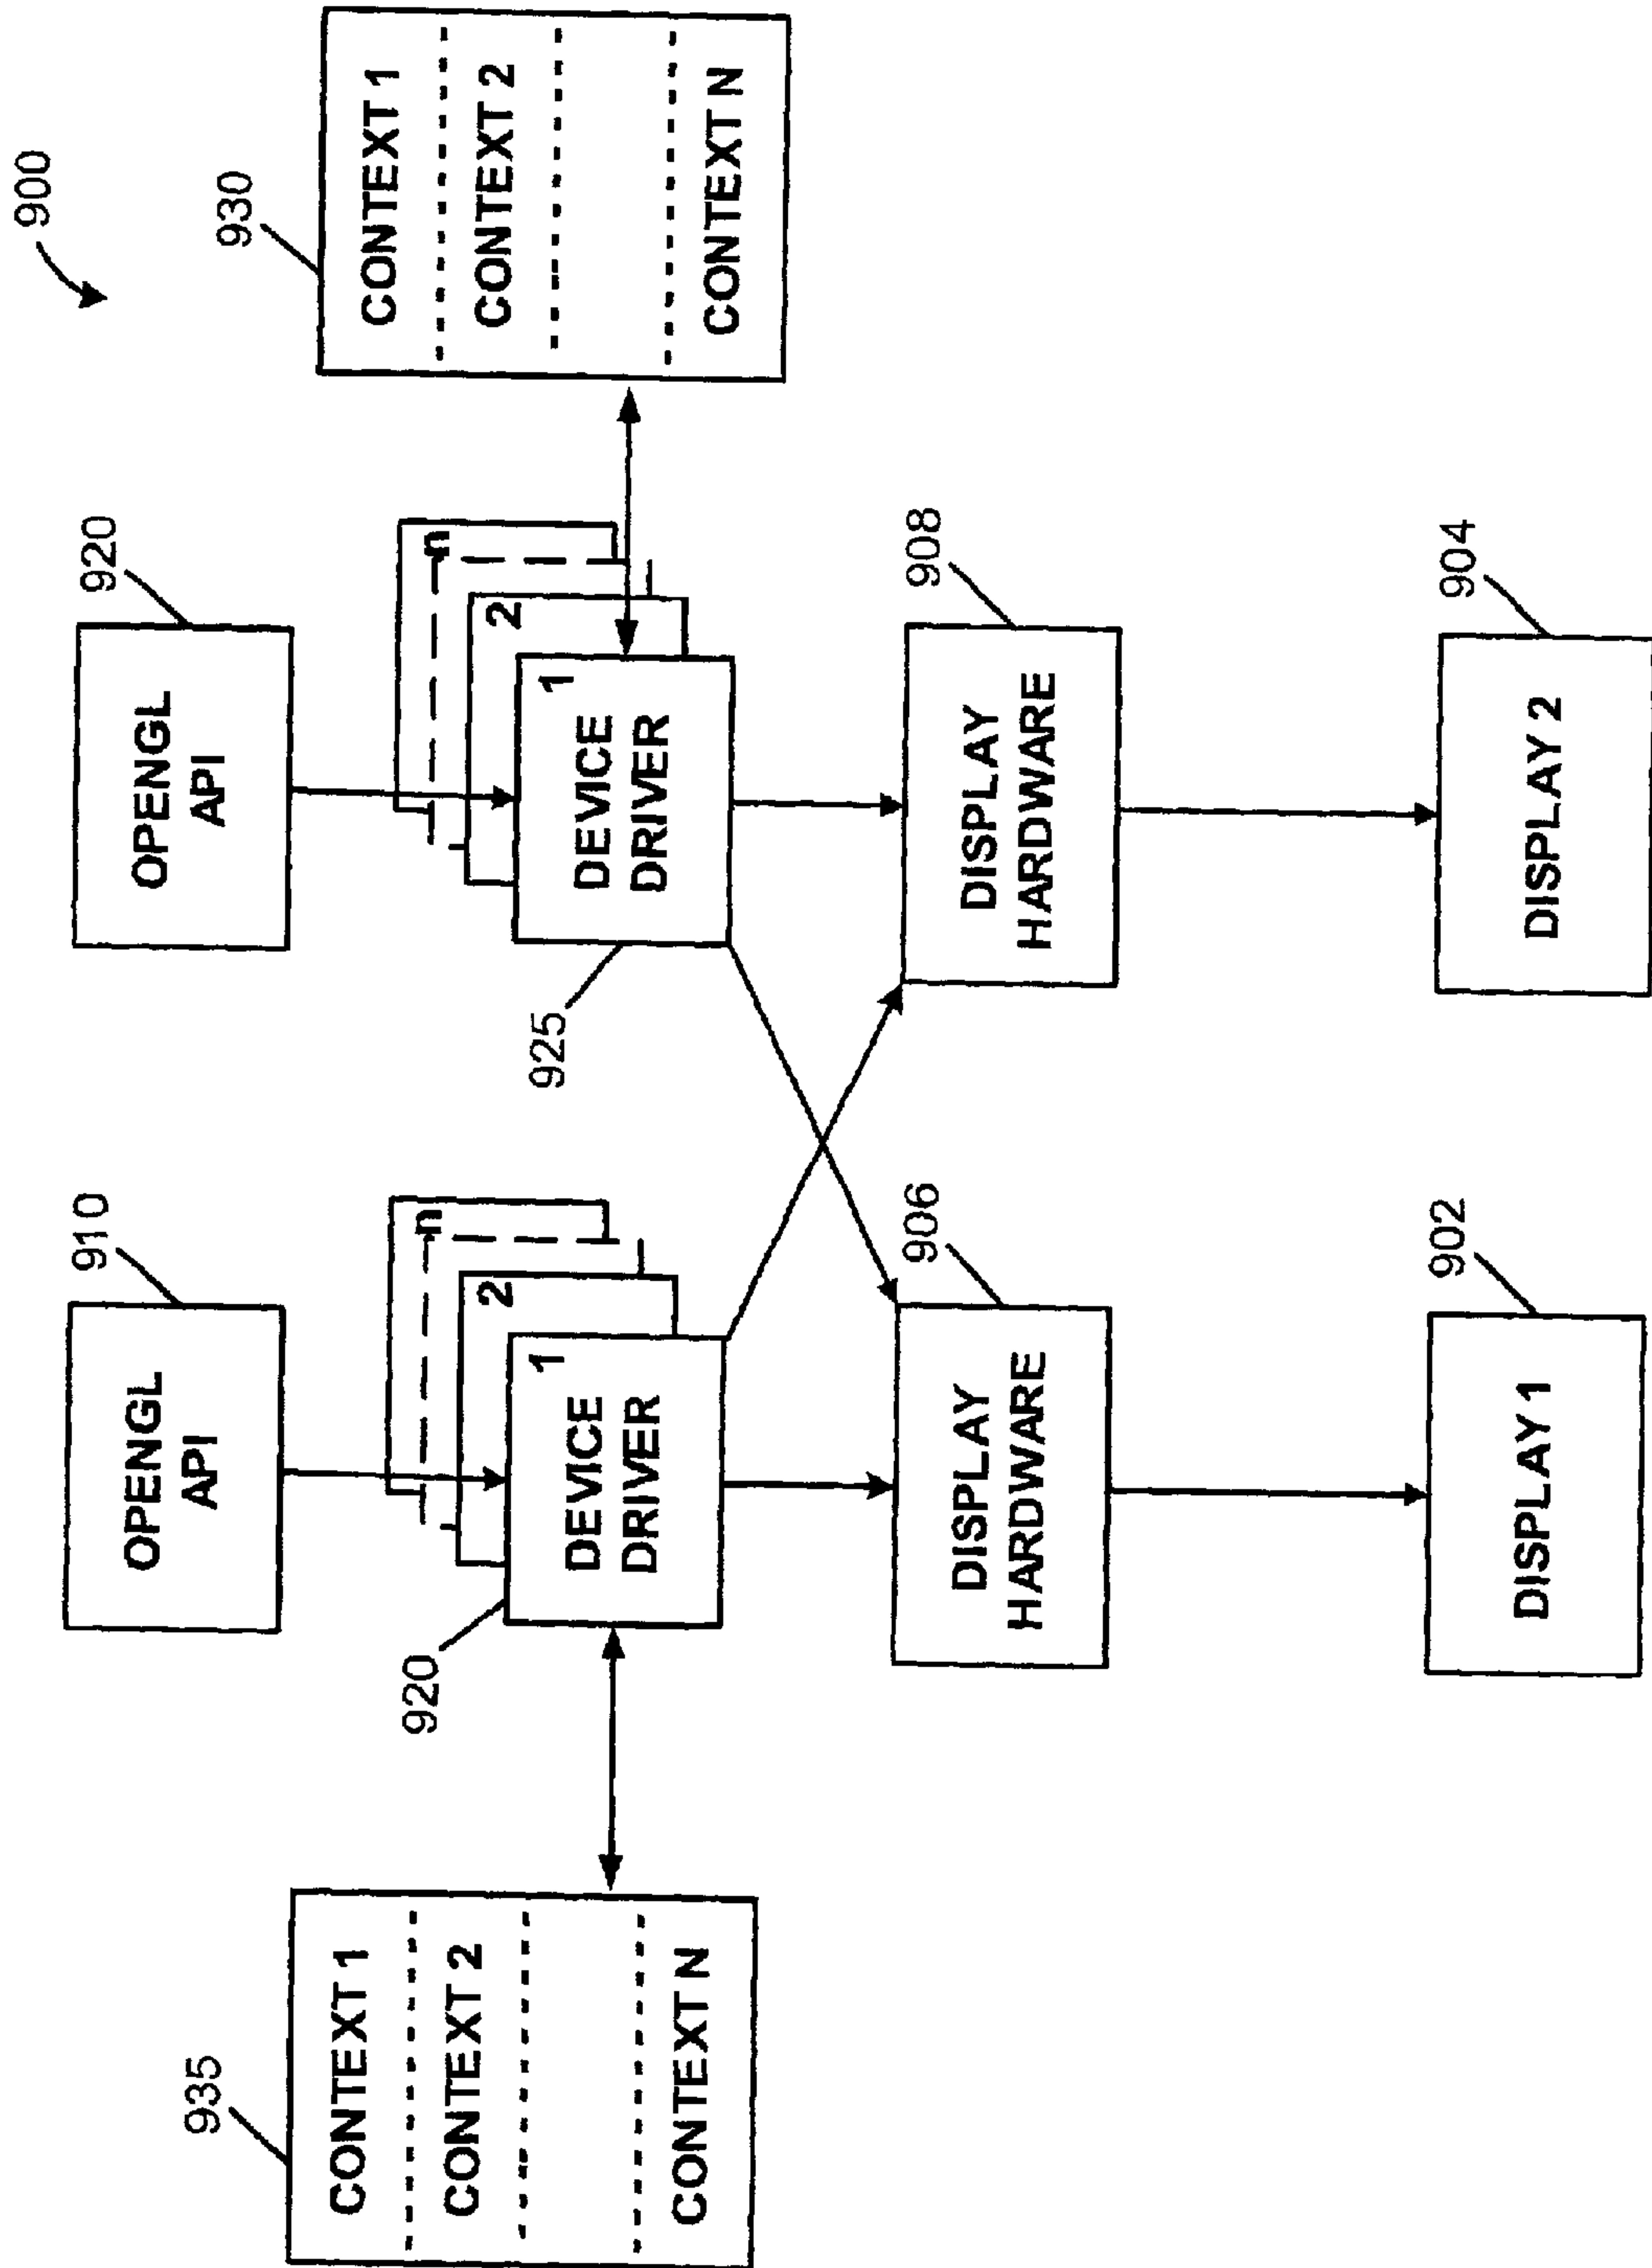 900
910
920
930
935
OPENGL
API
OPENGL
API
CONTEXT 1
CONTEXT 2
CONTEXT N
CONTEXT 1
CONTEXT 2
CONTEXT N
n
2
1
DEVICE
DRIVER
920
n
2
1
DEVICE
DRIVER
925
906
DISPLAY
HARDWARE
908
DISPLAY
HARDWARE
902
DISPLAY 1
904
DISPLAY 2